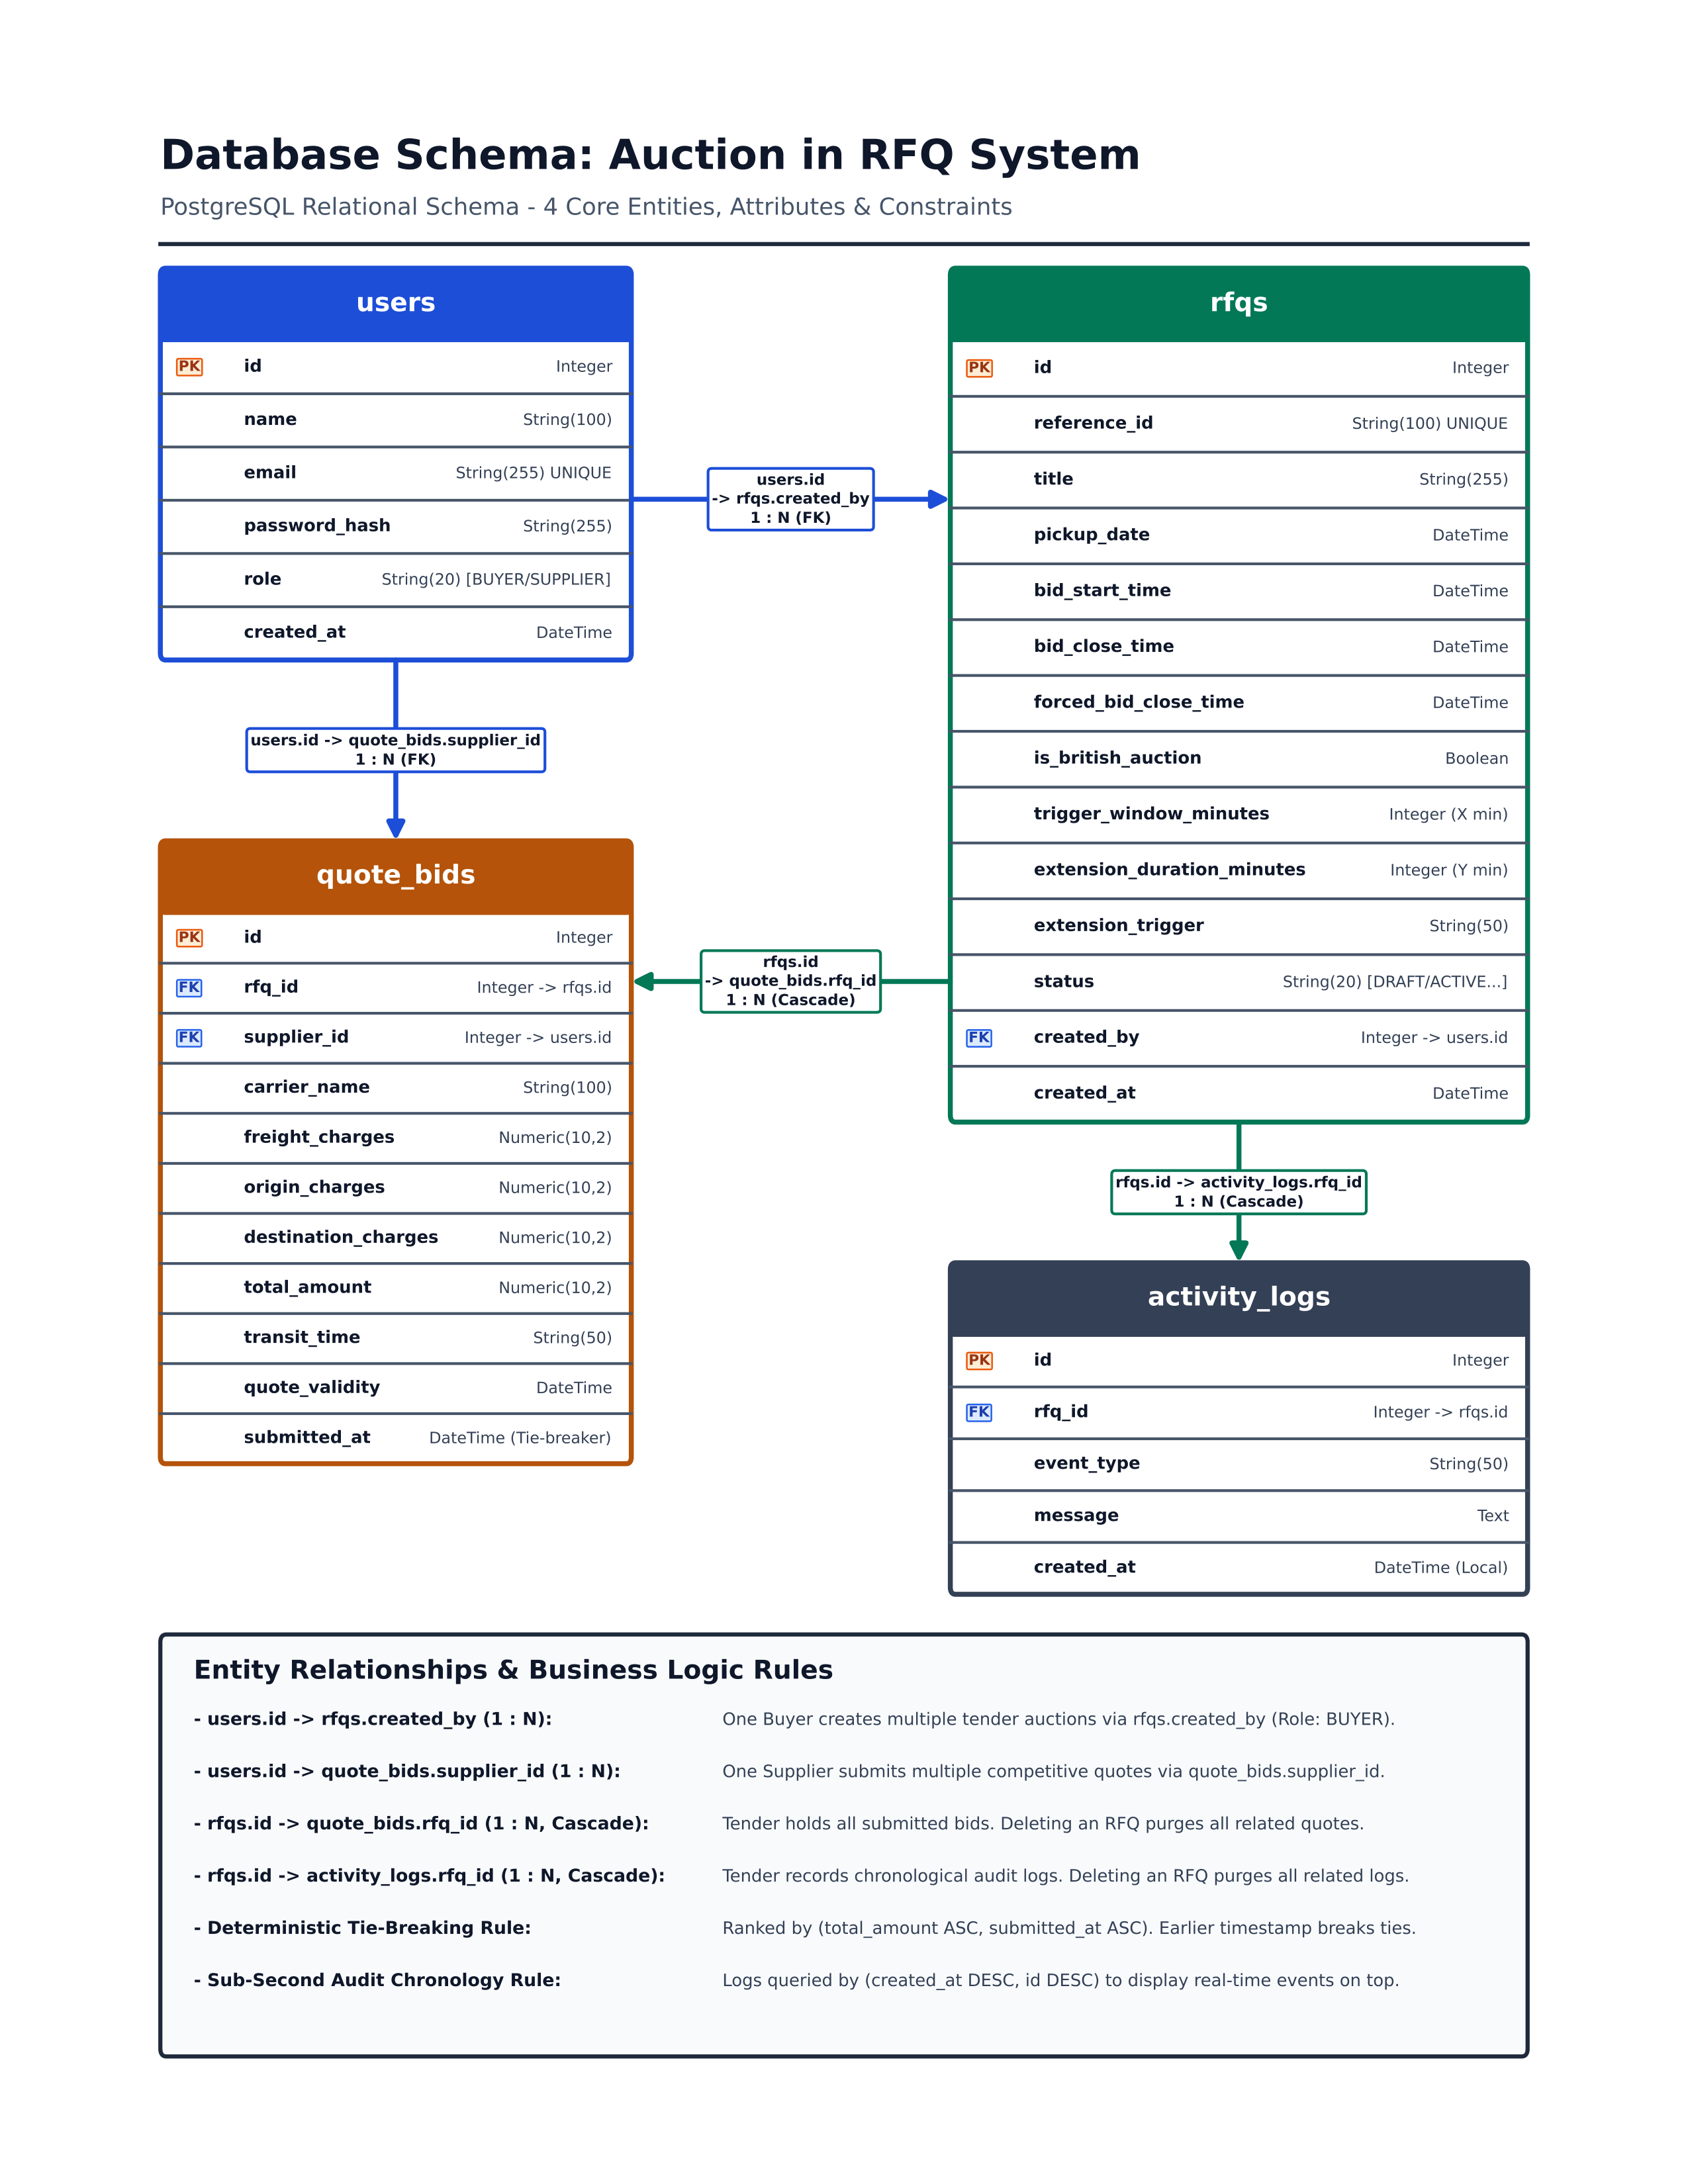 Database Schema: Auction in RFQ System
PostgreSQL Relational Schema - 4 Core Entities, Attributes & Constraints
users
PK id Integer
name String(100)
email String(255) UNIQUE
password_hash String(255)
role String(20) [BUYER/SUPPLIER]
created_at DateTime
users.id
-> rfqs.created_by
1 : N (FK)
rfqs
PK id Integer
reference_id String(100) UNIQUE
title String(255)
pickup_date DateTime
bid_start_time DateTime
bid_close_time DateTime
forced_bid_close_time DateTime
is_british_auction Boolean
trigger_window_minutes Integer (X min)
extension_duration_minutes Integer (Y min)
extension_trigger String(50)
status String(20) [DRAFT/ACTIVE...]
FK created_by Integer -> users.id
created_at DateTime
users.id -> quote_bids.supplier_id
1 : N (FK)
quote_bids
PK id Integer
FK rfq_id Integer -> rfqs.id
FK supplier_id Integer -> users.id
carrier_name String(100)
freight_charges Numeric(10,2)
origin_charges Numeric(10,2)
destination_charges Numeric(10,2)
total_amount Numeric(10,2)
transit_time String(50)
quote_validity DateTime
submitted_at DateTime (Tie-breaker)
rfqs.id
-> quote_bids.rfq_id
1 : N (Cascade)
rfqs.id -> activity_logs.rfq_id
1 : N (Cascade)
activity_logs
PK id Integer
FK rfq_id Integer -> rfqs.id
event_type String(50)
message Text
created_at DateTime (Local)
Entity Relationships & Business Logic Rules
- users.id -> rfqs.created_by (1 : N): One Buyer creates multiple tender auctions via rfqs.created_by (Role: BUYER).
- users.id -> quote_bids.supplier_id (1 : N): One Supplier submits multiple competitive quotes via quote_bids.supplier_id.
- rfqs.id -> quote_bids.rfq_id (1 : N, Cascade): Tender holds all submitted bids. Deleting an RFQ purges all related quotes.
- rfqs.id -> activity_logs.rfq_id (1 : N, Cascade): Tender records chronological audit logs. Deleting an RFQ purges all related logs.
- Deterministic Tie-Breaking Rule: Ranked by (total_amount ASC, submitted_at ASC). Earlier timestamp breaks ties.
- Sub-Second Audit Chronology Rule: Logs queried by (created_at DESC, id DESC) to display real-time events on top.